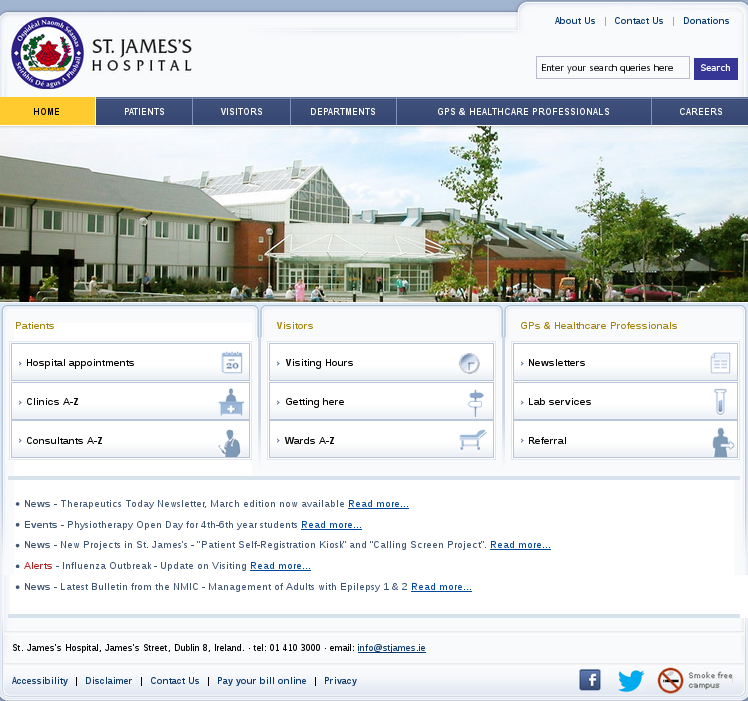 About Us | Contact Us | Donations
Ospidéal Naomh Séamas
Seirbhís Dé agus A Phobail
ST. JAMES'S
HOSPITAL
Enter your search queries here
Search
HOME PATIENTS VISITORS DEPARTMENTS GPS & HEALTHCARE PROFESSIONALS CAREERS
Patients
› Hospital appointments
20
› Clinics A-Z
› Consultants A-Z
Visitors
› Visiting Hours
› Getting here
› Wards A-Z
GPs & Healthcare Professionals
› Newsletters
› Lab services
› Referral
• News - Therapeutics Today Newsletter, March edition now available Read more...
• Events - Physiotherapy Open Day for 4th-6th year students Read more...
• News - New Projects in St. James's - "Patient Self-Registration Kiosk" and "Calling Screen Project". Read more...
• Alerts - Influenza Outbreak - Update on Visiting Read more...
• News - Latest Bulletin from the NMIC - Management of Adults with Epilepsy 1 & 2 Read more...
St. James's Hospital, James's Street, Dublin 8, Ireland. · tel: 01 410 3000 · email: info@stjames.ie
Accessibility | Disclaimer | Contact Us | Pay your bill online | Privacy
f
Smoke free
campus